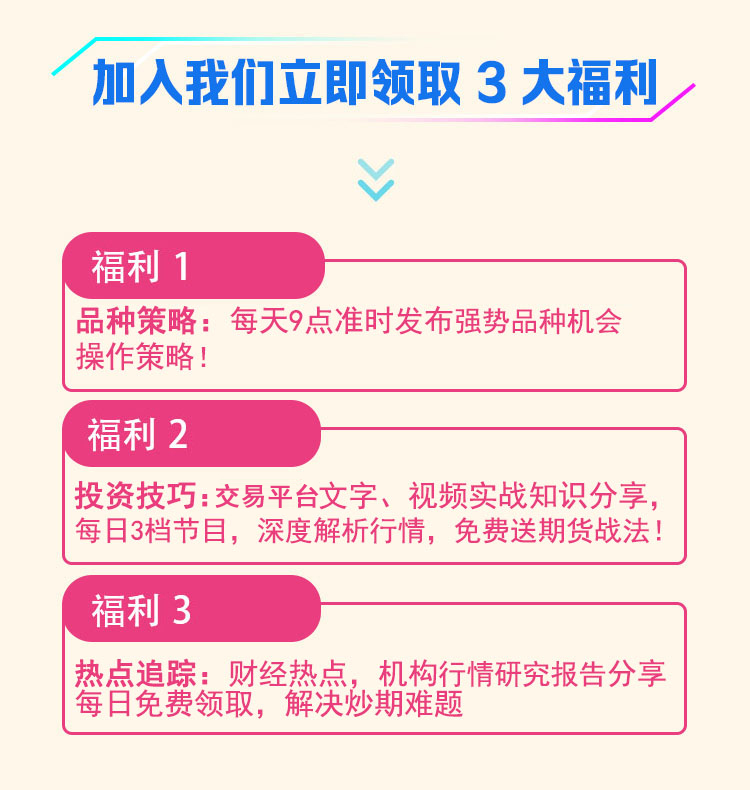 加入我们立即领取 3 大福利
福利 1
品种策略：每天9点准时发布强势品种机会
操作策略！
福利 2
投资技巧：交易平台文字、视频实战知识分享，
每日3档节目，深度解析行情，免费送期货战法！
福利 3
热点追踪：财经热点，机构行情研究报告分享
每日免费领取，解决炒期难题